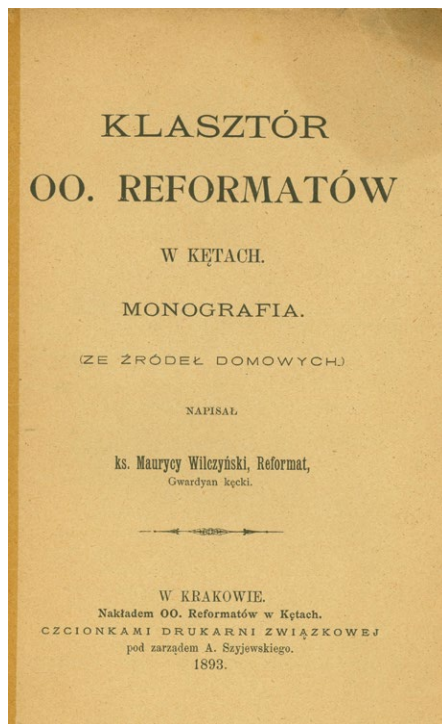 KLASZTÓR
OO. REFORMATÓW
W KĘTACH.
MONOGRAFIA.
(ZE ŹRÓDEŁ DOMOWYCH.)
NAPISAŁ
ks. Maurycy Wilczyński, Reformat,
Gwardyan kęcki.
W KRAKOWIE.
Nakładem OO. Reformatów w Kętach.
CZCIONKAMI DRUKARNI ZWIĄZKOWEJ
pod zarządem A. Szyjewskiego.
1893.